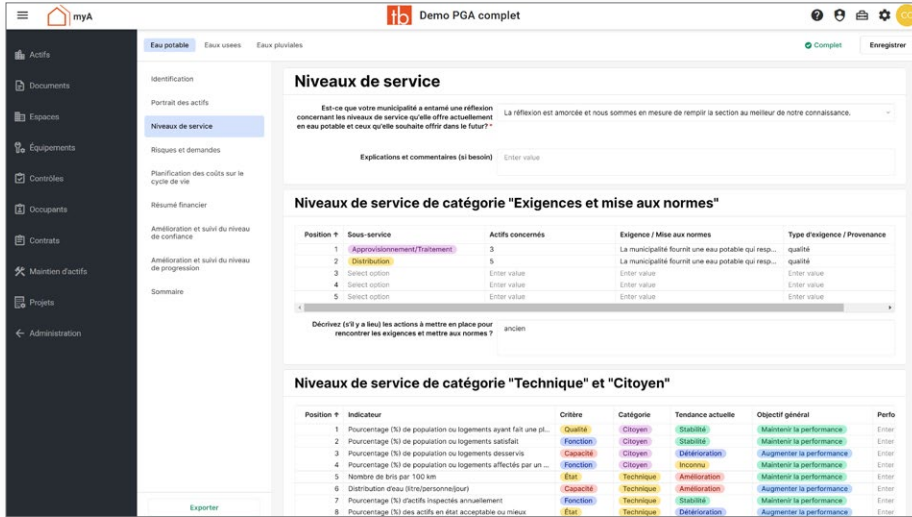 myA
tb Demo PGA complet
CC
Actifs
Documents
Espaces
Équipements
Contrôles
Occupants
Contrats
Maintien d'actifs
Projets
Administration
Eau potable Eaux usees Eaux pluviales
Complet Enregistrer
Identification
Portrait des actifs
Niveaux de service
Risques et demandes
Planification des coûts sur le
cycle de vie
Résumé financier
Amélioration et suivi du niveau
de confiance
Amélioration et suivi du niveau
de progression
Sommaire
Exporter
Niveaux de service
Est-ce que votre municipalité a entamé une réflexion
concernant les niveaux de service qu'elle offre actuellement
en eau potable et ceux qu'elle souhaite offrir dans le futur? *
La réflexion est amorcée et nous sommes en mesure de remplir la section au meilleur de notre connaissance.
Explications et commentaires (si besoin) Enter value
Niveaux de service de catégorie "Exigences et mise aux normes"
Position ↑ Sous-service Actifs concernés Exigence / Mise aux normes Type d'exigence / Provenance
1 Approvisionnement/Traitement 3 La municipalité fournit une eau potable qui resp... qualité
2 Distribution 5 La municipalité fournit une eau potable qui resp... qualité
3 Select option Enter value Enter value Enter value
4 Select option Enter value Enter value Enter value
5 Select option Enter value Enter value Enter value
Décrivez (s'il y a lieu) les actions à mettre en place pour
rencontrer les exigences et mettre aux normes ?
ancien
Niveaux de service de catégorie "Technique" et "Citoyen"
Position ↑ Indicateur Critère Catégorie Tendance actuelle Objectif général Perfo
1 Pourcentage (%) de population ou logements ayant fait une pl... Qualité Citoyen Stabilité Maintenir la performance Enter
2 Pourcentage (%) de population ou logements satisfait Fonction Citoyen Stabilité Maintenir la performance Enter
3 Pourcentage (%) de population ou logements desservis Capacité Citoyen Détérioration Augmenter la performance Enter
4 Pourcentage (%) de population ou logements affectés par un ... Fonction Citoyen Inconnu Maintenir la performance Enter
5 Nombre de bris par 100 km État Technique Amélioration Maintenir la performance Enter
6 Distribution d'eau (litre/personne/jour) Capacité Technique Amélioration Augmenter la performance Enter
7 Pourcentage (%) d'actifs inspectés annuellement Fonction Technique Stabilité Maintenir la performance Enter
8 Pourcentage (%) des actifs en état acceptable ou mieux État Technique Détérioration Augmenter la performance Enter